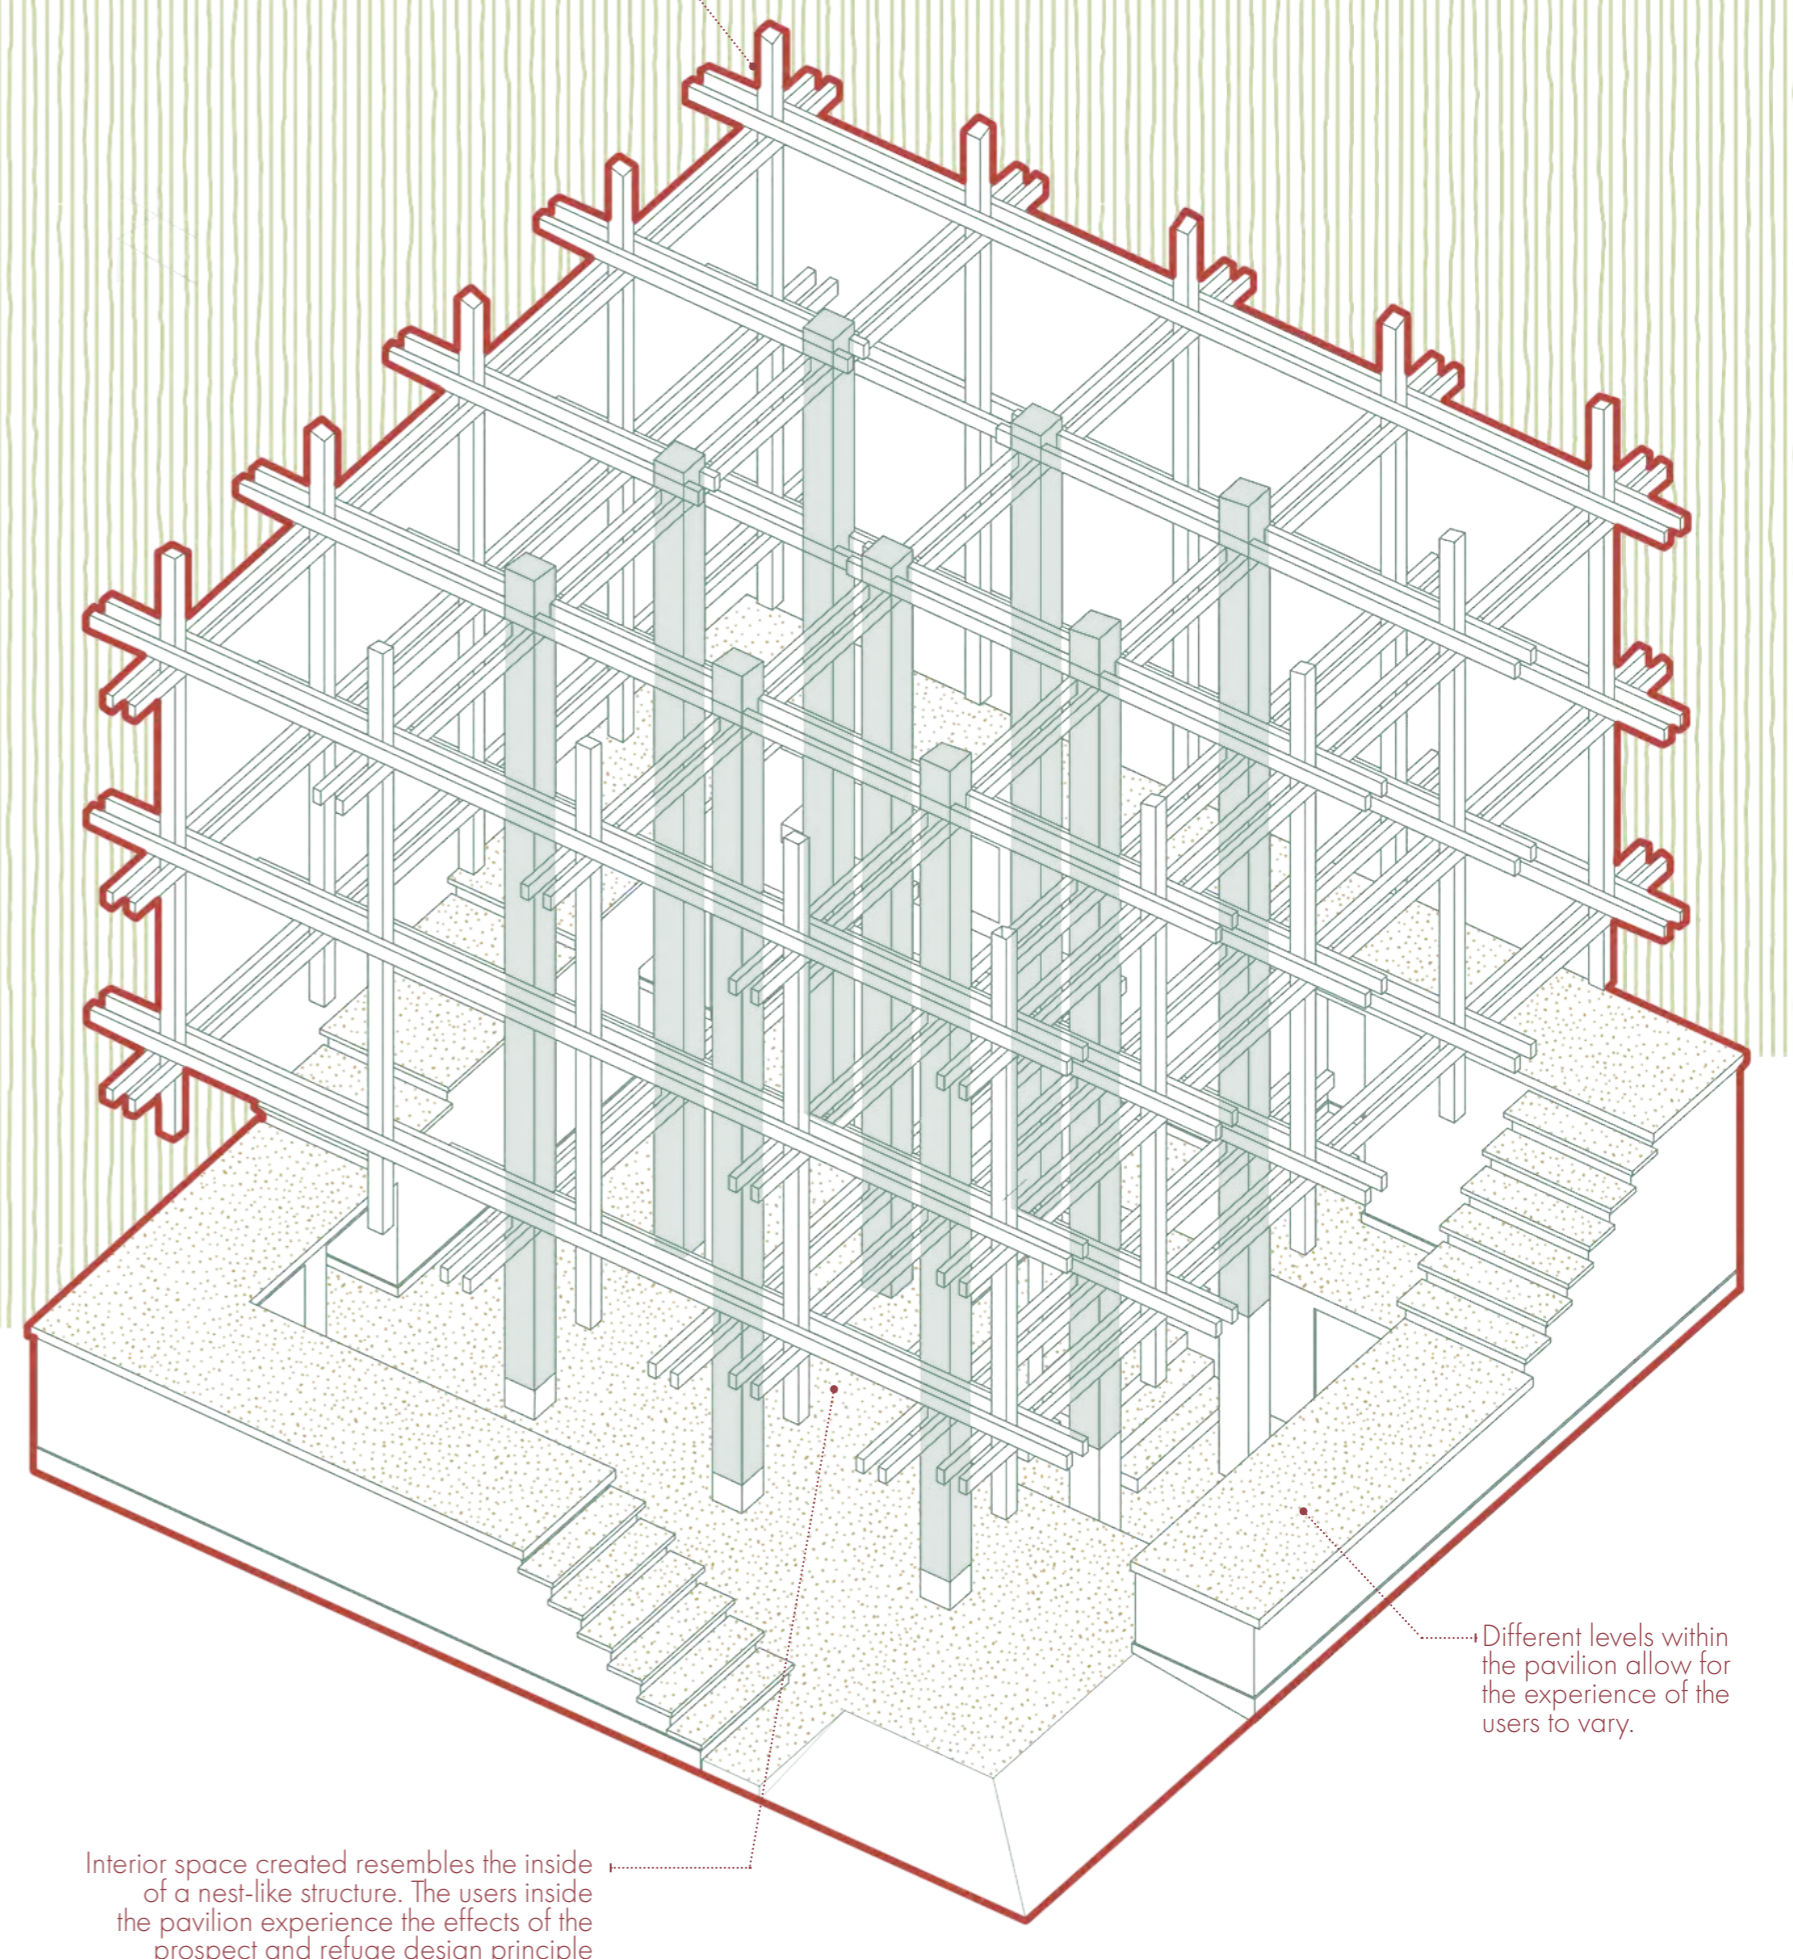 Different levels within
the pavilion allow for
the experience of the
users to vary.
Interior space created resembles the inside
of a nest-like structure. The users inside
the pavilion experience the effects of the
prospect and refuge design principle